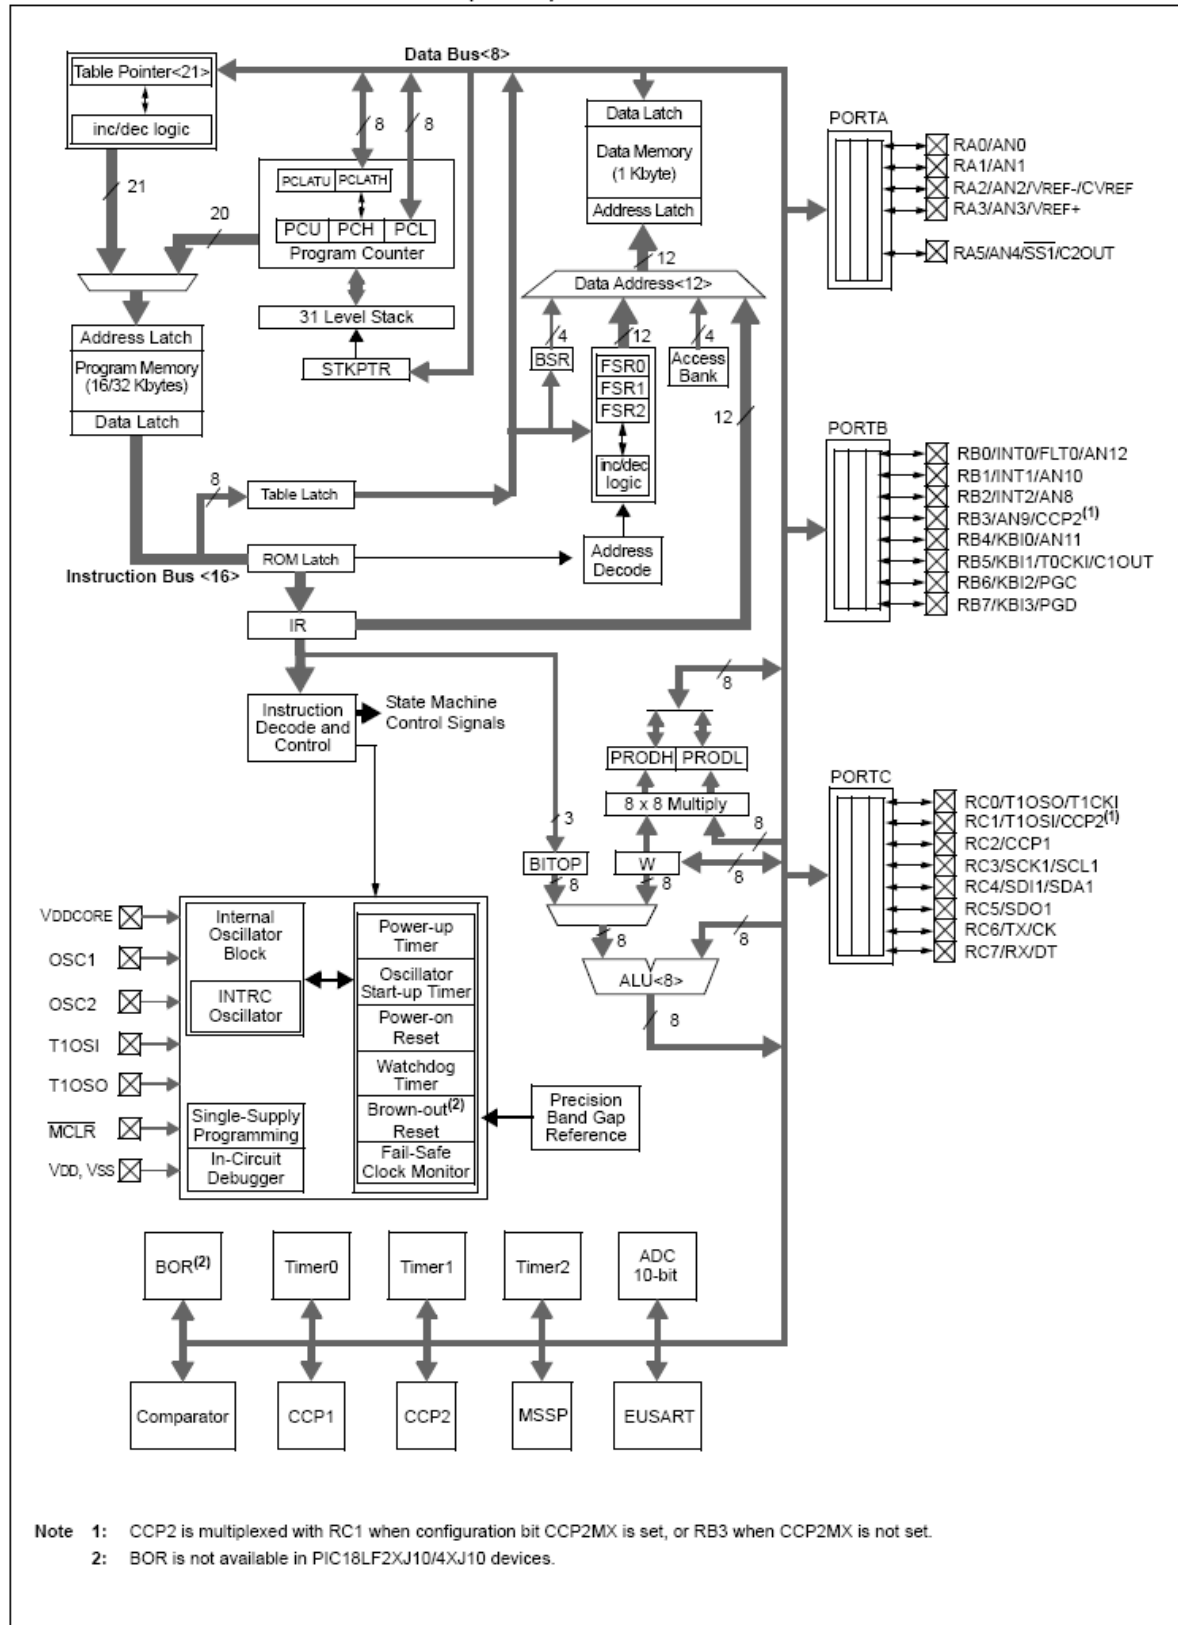 Data Bus<8>
Table Pointer<21>
inc/dec logic
21
20
8
8
PCLATU PCLATH
PCU PCH PCL
Program Counter
31 Level Stack
STKPTR
Address Latch
Program Memory
(16/32 Kbytes)
Data Latch
8
Table Latch
ROM Latch
Instruction Bus <16>
IR
Instruction
Decode and
Control
State Machine
Control Signals
Data Latch
Data Memory
(1 Kbyte)
Address Latch
12
Data Address<12>
4
12
4
BSR
FSR0
FSR1
FSR2
inc/dec
logic
Access
Bank
12
Address
Decode
8
PRODH PRODL
8 x 8 Multiply
3
8
BITOP
W
8
8
8
8
8
ALU<8>
8
PORTA
RA0/AN0
RA1/AN1
RA2/AN2/VREF-/CVREF
RA3/AN3/VREF+
RA5/AN4/SS1/C2OUT
PORTB
RB0/INT0/FLT0/AN12
RB1/INT1/AN10
RB2/INT2/AN8
RB3/AN9/CCP2(1)
RB4/KBI0/AN11
RB5/KBI1/T0CKI/C1OUT
RB6/KBI2/PGC
RB7/KBI3/PGD
PORTC
RC0/T1OSO/T1CKI
RC1/T1OSI/CCP2(1)
RC2/CCP1
RC3/SCK1/SCL1
RC4/SDI1/SDA1
RC5/SDO1
RC6/TX/CK
RC7/RX/DT
VDDCORE
OSC1
OSC2
T1OSI
T1OSO
MCLR
VDD, VSS
Internal
Oscillator
Block
INTRC
Oscillator
Single-Supply
Programming
In-Circuit
Debugger
Power-up
Timer
Oscillator
Start-up Timer
Power-on
Reset
Watchdog
Timer
Brown-out(2)
Reset
Fail-Safe
Clock Monitor
Precision
Band Gap
Reference
BOR(2)
Timer0
Timer1
Timer2
ADC
10-bit
Comparator
CCP1
CCP2
MSSP
EUSART
Note 1: CCP2 is multiplexed with RC1 when configuration bit CCP2MX is set, or RB3 when CCP2MX is not set.
2: BOR is not available in PIC18LF2XJ10/4XJ10 devices.